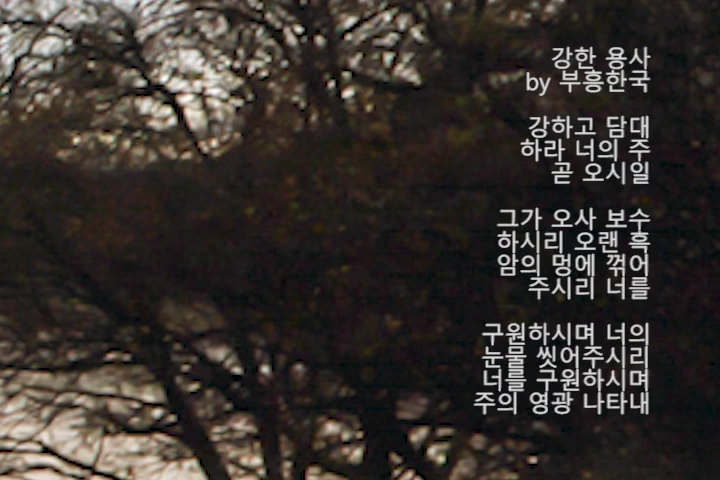 강한 용사
by 부흥한국
강하고 담대
하라 너의 주
곧 오시일
그가 오사 보수
하시리 오랜 흑
암의 멍에 꺾어
주시리 너를
구원하시며 너의
눈물 씻어주시리
너를 구원하시며
주의 영광 나타내